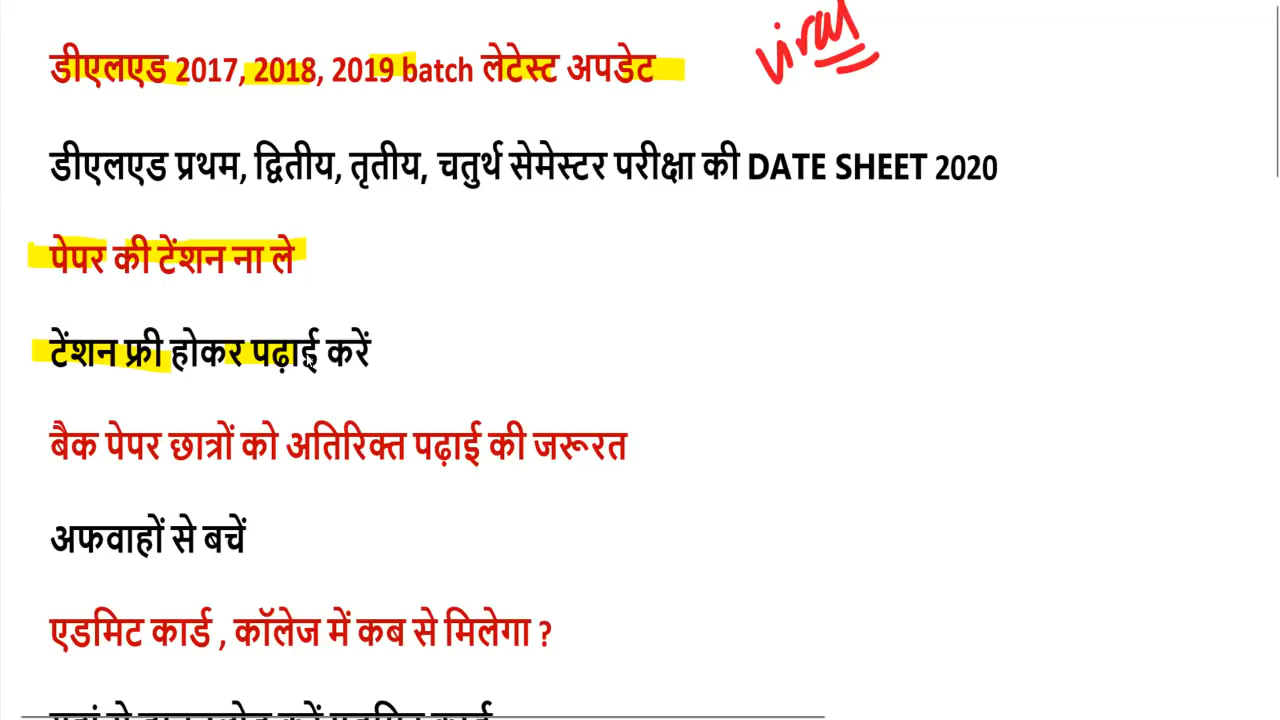 डीएलएड 2017, 2018, 2019 batch लेटेस्ट अपडेट
viral
डीएलएड प्रथम, द्वितीय, तृतीय, चतुर्थ सेमेस्टर परीक्षा की DATE SHEET 2020
पेपर की टेंशन ना ले
टेंशन फ्री होकर पढ़ाई करें
बैक पेपर छात्रों को अतिरिक्त पढ़ाई की जरूरत
अफवाहों से बचें
एडमिट कार्ड , कॉलेज में कब से मिलेगा ?